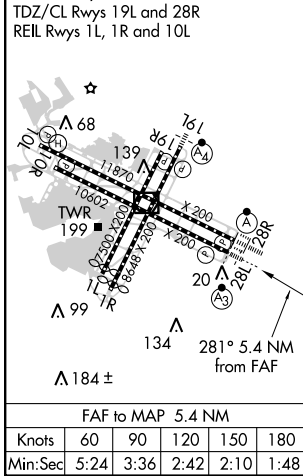 TDZ/CL Rwys 19L and 28R
REIL Rwys 1L, 1R and 10L
68
139
19R
19L
A4
P
P
10L
10R
P
H
11870 X 200
10602 X 200
TWR
199
7500 X 200
8648 X 200
1L
1R
A
P
28R
28L
20
A3
99
134
281° 5.4 NM
from FAF
184 ±
FAF to MAP 5.4 NM
Knots 60 90 120 150 180
Min:Sec 5:24 3:36 2:42 2:10 1:48